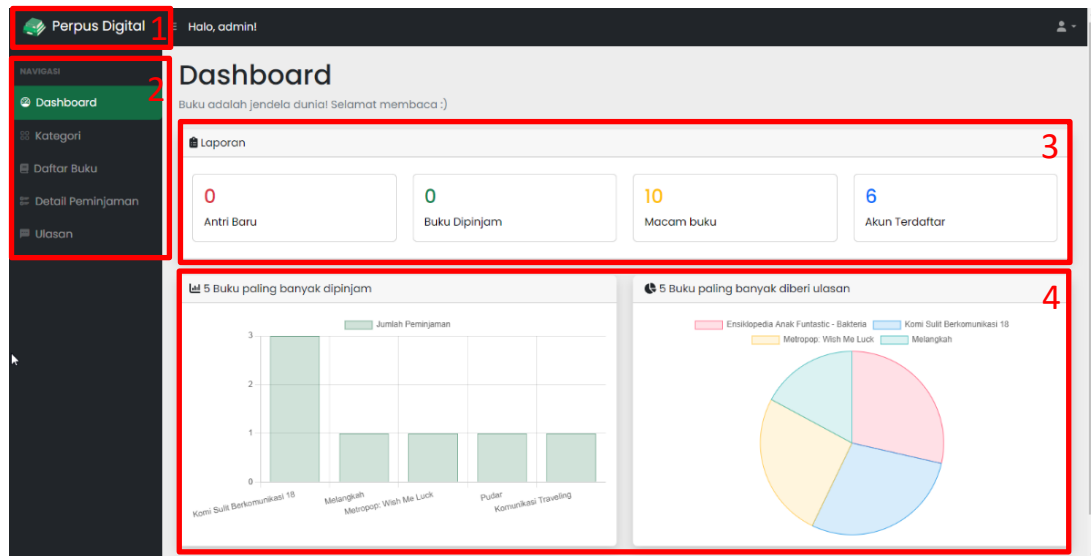 Perpus Digital
1
Halo, admin!
NAVIGASI
2
Dashboard
Kategori
Daftar Buku
Detail Peminjaman
Ulasan
Dashboard
Buku adalah jendela dunia! Selamat membaca :)
Laporan
3
0
Antri Baru
0
Buku Dipinjam
10
Macam buku
6
Akun Terdaftar
5 Buku paling banyak dipinjam
Jumlah Peminjaman
3
2
1
0
Komi Sulit Berkomunikasi 18
Melangkah
Metropop: Wish Me Luck
Pudar
Komunikasi Traveling
5 Buku paling banyak diberi ulasan
4
Ensiklopedia Anak Funtastic - Bakteria
Komi Sulit Berkomunikasi 18
Metropop: Wish Me Luck
Melangkah